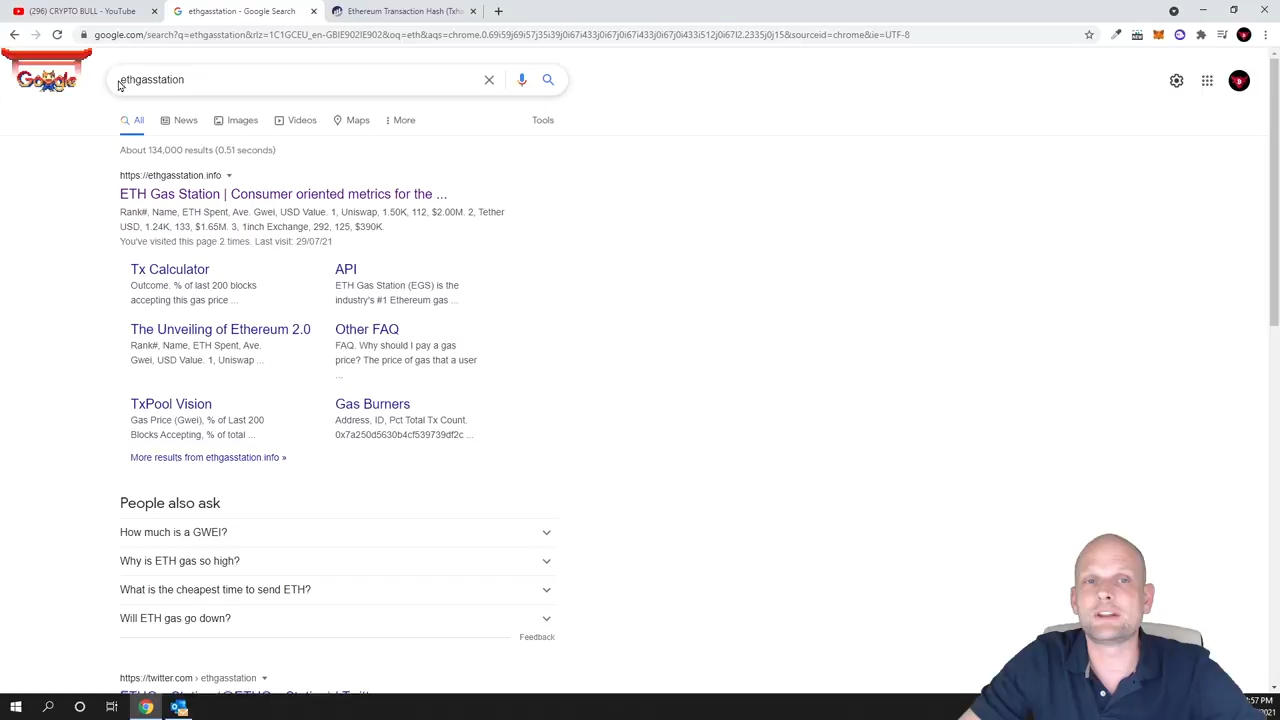 (296) CRYPTO BULL - YouTube
ethgasstation - Google Search
Ethereum Transaction Hash (Txha
google.com/search?q=ethgasstation&rlz=1C1GCEU_en-GBIE902IE902&oq=eth&aqs=chrome.0.69i59j69i57j35i39j0i67i433j0i67j0i67i433j0i67j0i433i512j0i67l2.2335j0j15&sourceid=chrome&ie=UTF-8
Google
ethgasstation
All
News
Images
Videos
Maps
More
Tools
About 134,000 results (0.51 seconds)
https://ethgasstation.info
ETH Gas Station | Consumer oriented metrics for the ...
Rank#, Name, ETH Spent, Ave. Gwei, USD Value. 1, Uniswap, 1.50K, 112, $2.00M. 2, Tether
USD, 1.24K, 133, $1.65M. 3, 1inch Exchange, 292, 125, $390K.
You've visited this page 2 times. Last visit: 29/07/21
Tx Calculator
Outcome. % of last 200 blocks
accepting this gas price ...
API
ETH Gas Station (EGS) is the
industry's #1 Ethereum gas ...
The Unveiling of Ethereum 2.0
Rank#, Name, ETH Spent, Ave.
Gwei, USD Value. 1, Uniswap ...
Other FAQ
FAQ. Why should I pay a gas
price? The price of gas that a user
...
TxPool Vision
Gas Price (Gwei), % of Last 200
Blocks Accepting, % of total ...
Gas Burners
Address, ID, Pct Total Tx Count.
0x7a250d5630b4cf539739df2c ...
More results from ethgasstation.info »
People also ask
How much is a GWEI?
Why is ETH gas so high?
What is the cheapest time to send ETH?
Will ETH gas go down?
Feedback
https://twitter.com › ethgasstation
:57 PM
2021